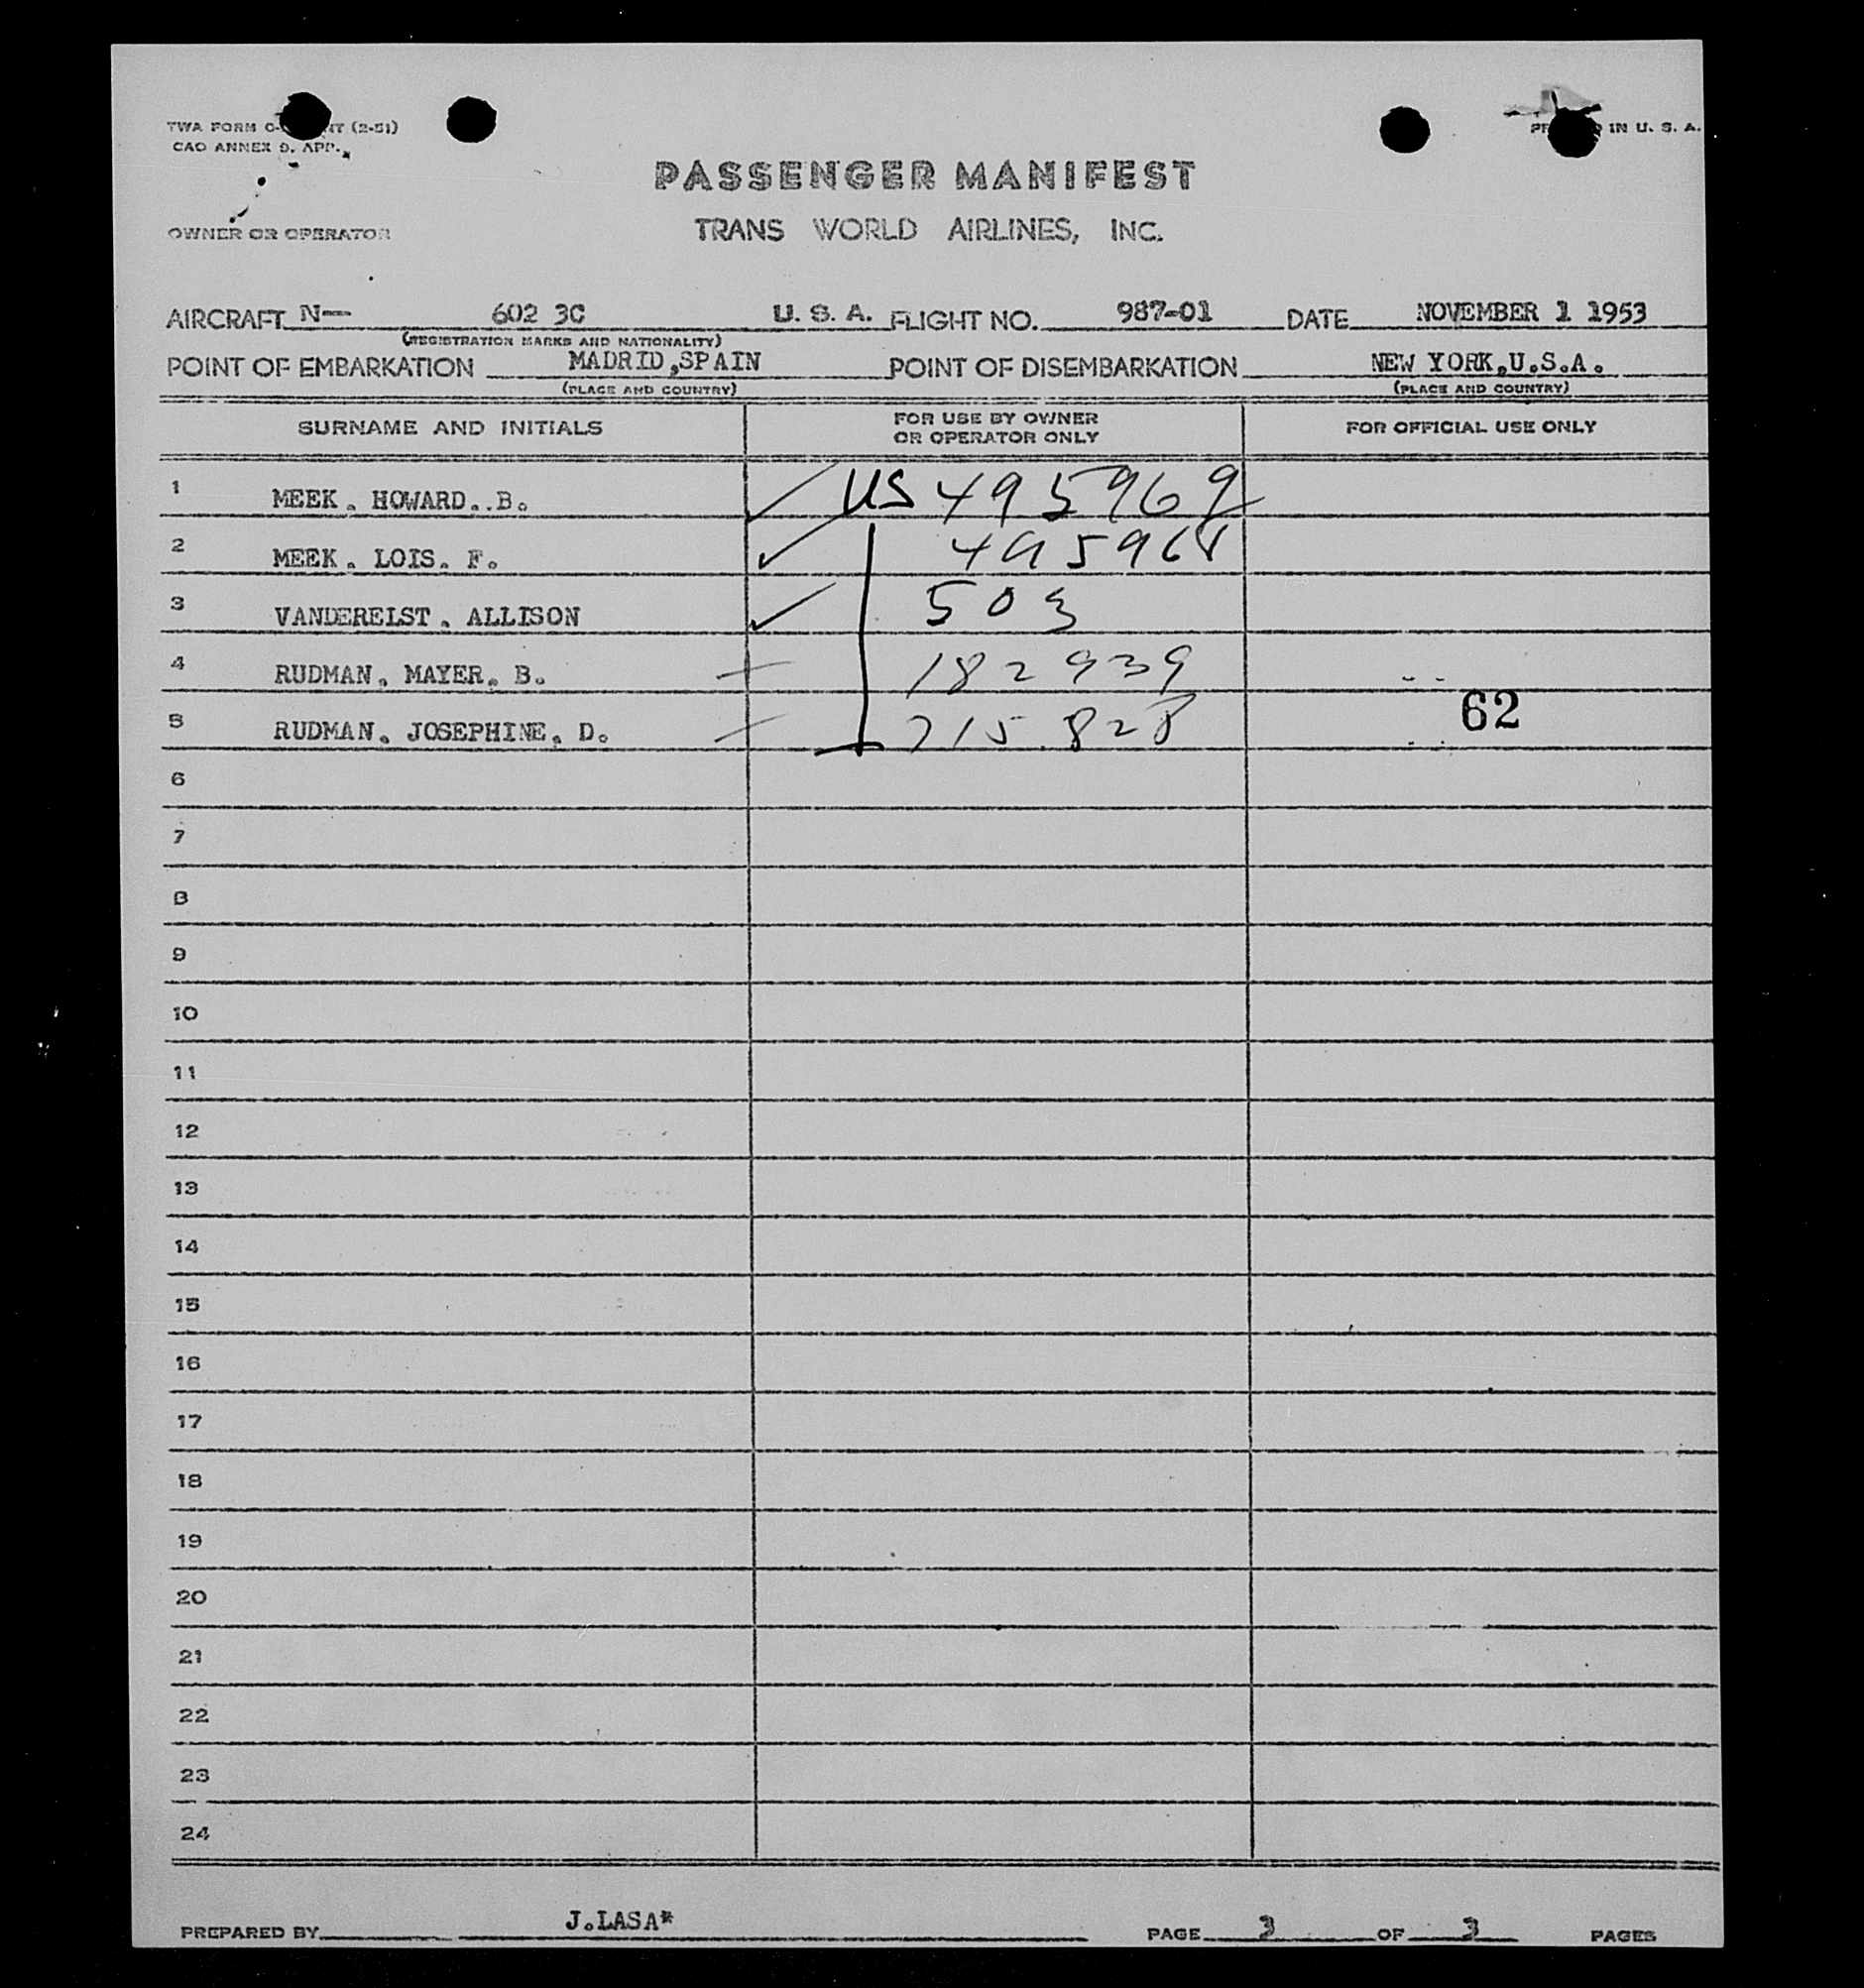 TWA FORM (2-51)
CAO ANNEX 9. APP.
IN U. S. A.
PASSENGER MANIFEST
OWNER OR OPERATOR TRANS WORLD AIRLINES, INC.
AIRCRAFT N— 602 3C U. S. A. FLIGHT NO. 987-01 DATE NOVEMBER 1 1953
(REGISTRATION MARKS AND NATIONALITY)
POINT OF EMBARKATION MADRID,SPAIN POINT OF DISEMBARKATION NEW YORK,U.S.A.
(PLACE AND COUNTRY) (PLACE AND COUNTRY)
SURNAME AND INITIALS FOR USE BY OWNER OR OPERATOR ONLY FOR OFFICIAL USE ONLY
1 MEEK. HOWARD..B. US 495969
2 MEEK. LOIS. F. 495968
3 VANDERELST. ALLISON 503
4 RUDMAN. MAYER. B. 182939
5 RUDMAN. JOSEPHINE. D. 715828 62
6
7
8
9
10
11
12
13
14
15
16
17
18
19
20
21
22
23
24
PREPARED BY J.LASA* PAGE 3 OF 3 PAGES